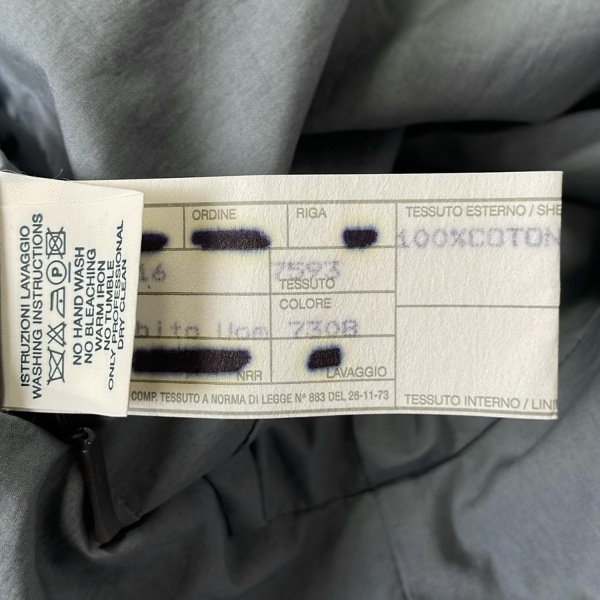 ISTRUZIONI LAVAGGIO
WASHING INSTRUCTIONS
NO HAND WASH
NO BLEACHING
WARM IRON
NO TUMBLE
ONLY PROFESSIONAL
DRY CLEAN
ORDINE
RIGA
TESSUTO ESTERNO / SHE
100%COTON
16
7593
TESSUTO
COLORE
7308
NRR
LAVAGGIO
COMP. TESSUTO A NORMA DI LEGGE N° 883 DEL 26-11-73
TESSUTO INTERNO / LINI